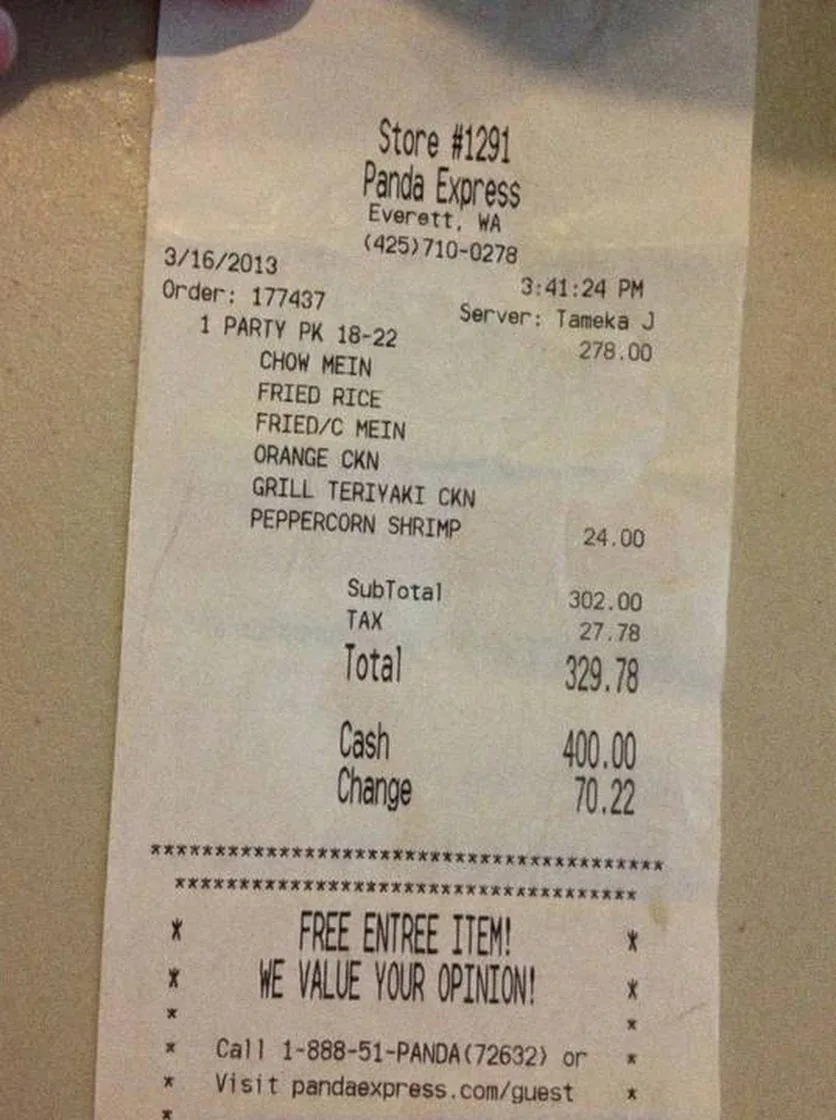 Store #1291
Panda Express
Everett, WA
(425)710-0278
3/16/2013 3:41:24 PM
Order: 177437 Server: Tameka J
1 PARTY PK 18-22 278.00
CHOW MEIN
FRIED RICE
FRIED/C MEIN
ORANGE CKN
GRILL TERIYAKI CKN
PEPPERCORN SHRIMP 24.00
SubTotal 302.00
TAX 27.78
Total 329.78
Cash 400.00
Change 70.22
****************************************
************************************
* FREE ENTREE ITEM! *
* WE VALUE YOUR OPINION! *
* *
* Call 1-888-51-PANDA(72632) or *
* Visit pandaexpress.com/guest *
*